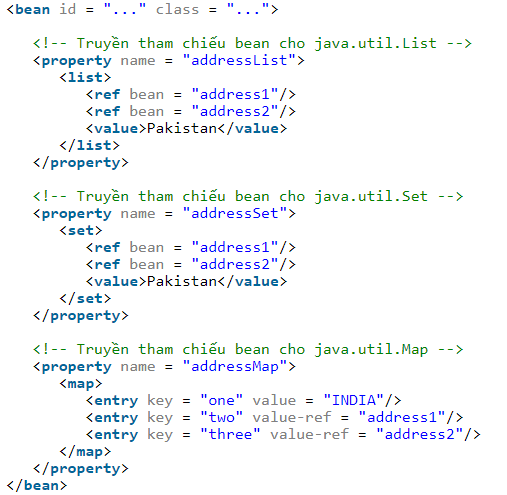 <bean id = "..." class = "...">
<!-- Truyền tham chiếu bean cho java.util.List -->
<property name = "addressList">
<list>
<ref bean = "address1"/>
<ref bean = "address2"/>
<value>Pakistan</value>
</list>
</property>
<!-- Truyền tham chiếu bean cho java.util.Set -->
<property name = "addressSet">
<set>
<ref bean = "address1"/>
<ref bean = "address2"/>
<value>Pakistan</value>
</set>
</property>
<!-- Truyền tham chiếu bean cho java.util.Map -->
<property name = "addressMap">
<map>
<entry key = "one" value = "INDIA"/>
<entry key = "two" value-ref = "address1"/>
<entry key = "three" value-ref = "address2"/>
</map>
</property>
</bean>